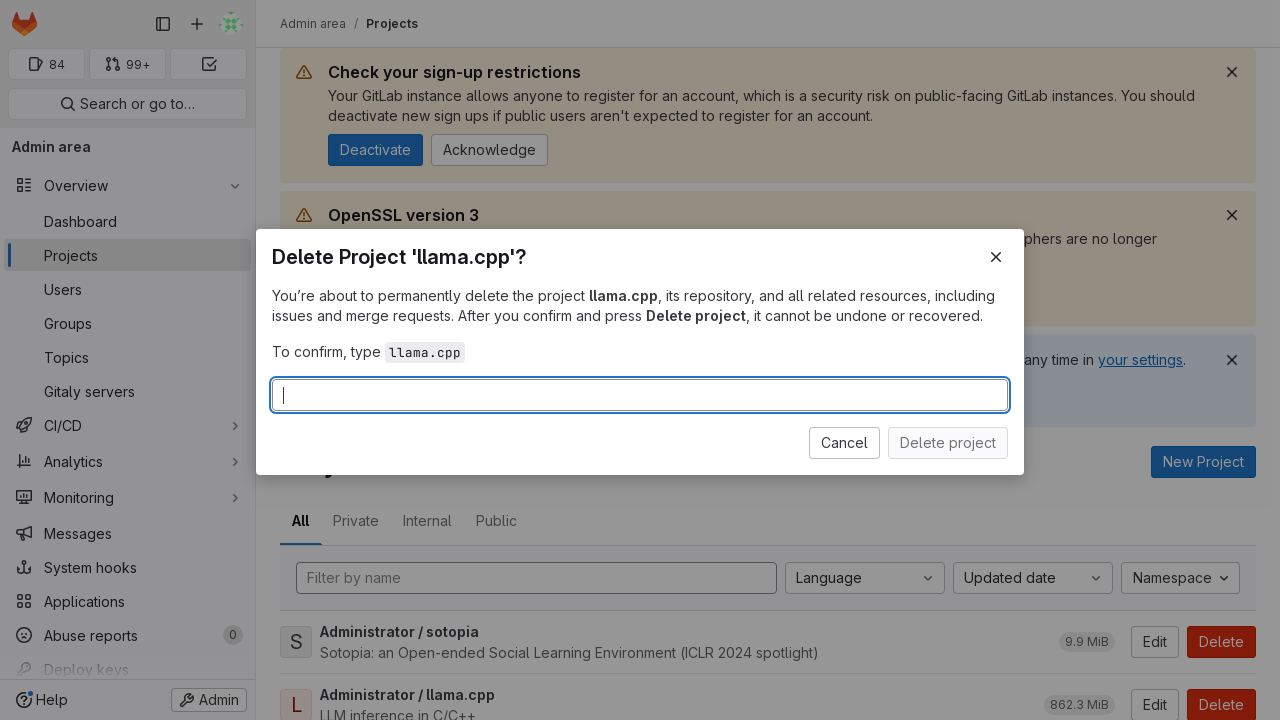 Admin area / Projects
84
99+
Search or go to…
Admin area
Overview
Dashboard
Projects
Users
Groups
Topics
Gitaly servers
CI/CD
Analytics
Monitoring
Messages
System hooks
Applications
Abuse reports 0
Deploy keys
Help
Admin
Check your sign-up restrictions
Your GitLab instance allows anyone to register for an account, which is a security risk on public-facing GitLab instances. You should
deactivate new sign ups if public users aren't expected to register for an account.
Deactivate Acknowledge
OpenSSL version 3
phers are no longer
any time in your settings.
Delete Project 'llama.cpp'?
You’re about to permanently delete the project llama.cpp, its repository, and all related resources, including
issues and merge requests. After you confirm and press Delete project, it cannot be undone or recovered.
To confirm, type llama.cpp
Cancel Delete project
New Project
All Private Internal Public
Filter by name Language Updated date Namespace
S Administrator / sotopia 9.9 MiB Edit Delete
Sotopia: an Open-ended Social Learning Environment (ICLR 2024 spotlight)
L Administrator / llama.cpp 862.3 MiB Edit Delete
LLM inference in C/C++